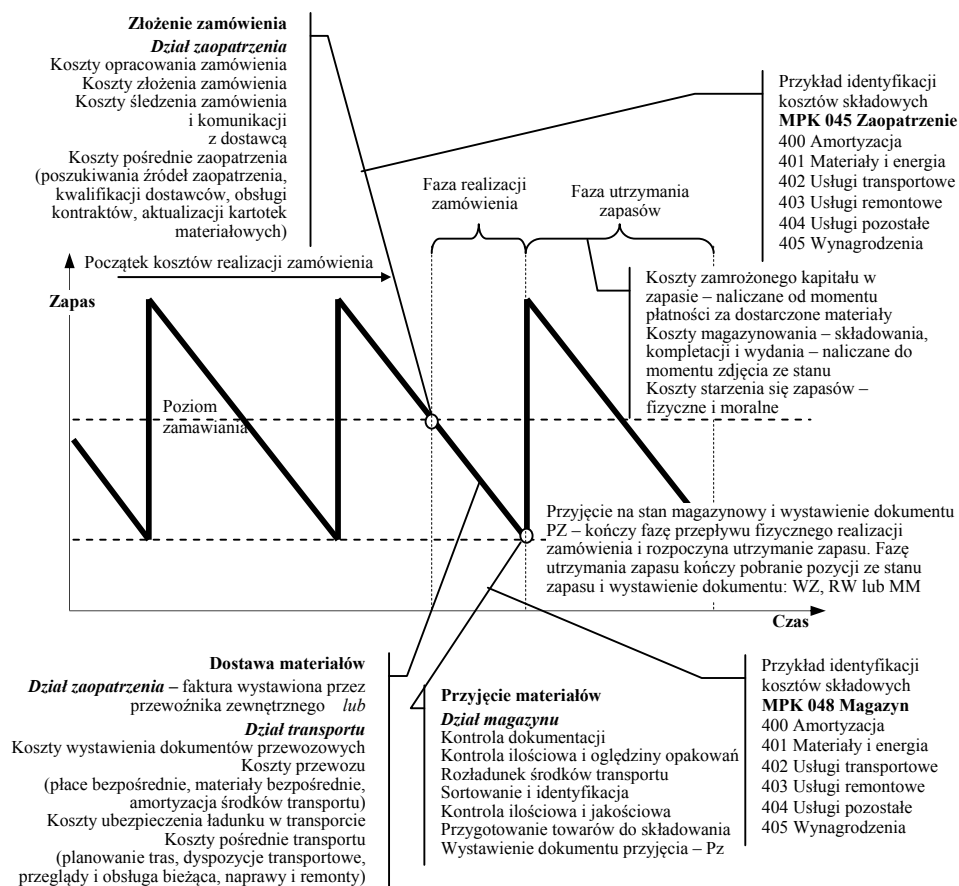 Złożenie zamówienia
Dział zaopatrzenia
Koszty opracowania zamówienia
Koszty złożenia zamówienia
Koszty śledzenia zamówienia
i komunikacji
z dostawcą
Koszty pośrednie zaopatrzenia
(poszukiwania źródeł zaopatrzenia,
kwalifikacji dostawców, obsługi
kontraktów, aktualizacji kartotek
materiałowych)
Przykład identyfikacji
kosztów składowych
MPK 045 Zaopatrzenie
400 Amortyzacja
401 Materiały i energia
402 Usługi transportowe
403 Usługi remontowe
404 Usługi pozostałe
405 Wynagrodzenia
Faza realizacji
zamówienia
Faza utrzymania
zapasów
Początek kosztów realizacji zamówienia
Zapas
Koszty zamrożonego kapitału w
zapasie – naliczane od momentu
płatności za dostarczone materiały
Koszty magazynowania – składowania,
kompletacji i wydania – naliczane do
momentu zdjęcia ze stanu
Koszty starzenia się zapasów –
fizyczne i moralne
Poziom
zamawiania
Przyjęcie na stan magazynowy i wystawienie dokumentu
PZ – kończy fazę przepływu fizycznego realizacji
zamówienia i rozpoczyna utrzymanie zapasu. Fazę
utrzymania zapasu kończy pobranie pozycji ze stanu
zapasu i wystawienie dokumentu: WZ, RW lub MM
Czas
Dostawa materiałów
Dział zaopatrzenia – faktura wystawiona przez
przewoźnika zewnętrznego lub
Dział transportu
Koszty wystawienia dokumentów przewozowych
Koszty przewozu
(płace bezpośrednie, materiały bezpośrednie,
amortyzacja środków transportu)
Koszty ubezpieczenia ładunku w transporcie
Koszty pośrednie transportu
(planowanie tras, dyspozycje transportowe,
przeglądy i obsługa bieżąca, naprawy i remonty)
Przyjęcie materiałów
Dział magazynu
Kontrola dokumentacji
Kontrola ilościowa i oględziny opakowań
Rozładunek środków transportu
Sortowanie i identyfikacja
Kontrola ilościowa i jakościowa
Przygotowanie towarów do składowania
Wystawienie dokumentu przyjęcia – Pz
Przykład identyfikacji
kosztów składowych
MPK 048 Magazyn
400 Amortyzacja
401 Materiały i energia
402 Usługi transportowe
403 Usługi remontowe
404 Usługi pozostałe
405 Wynagrodzenia